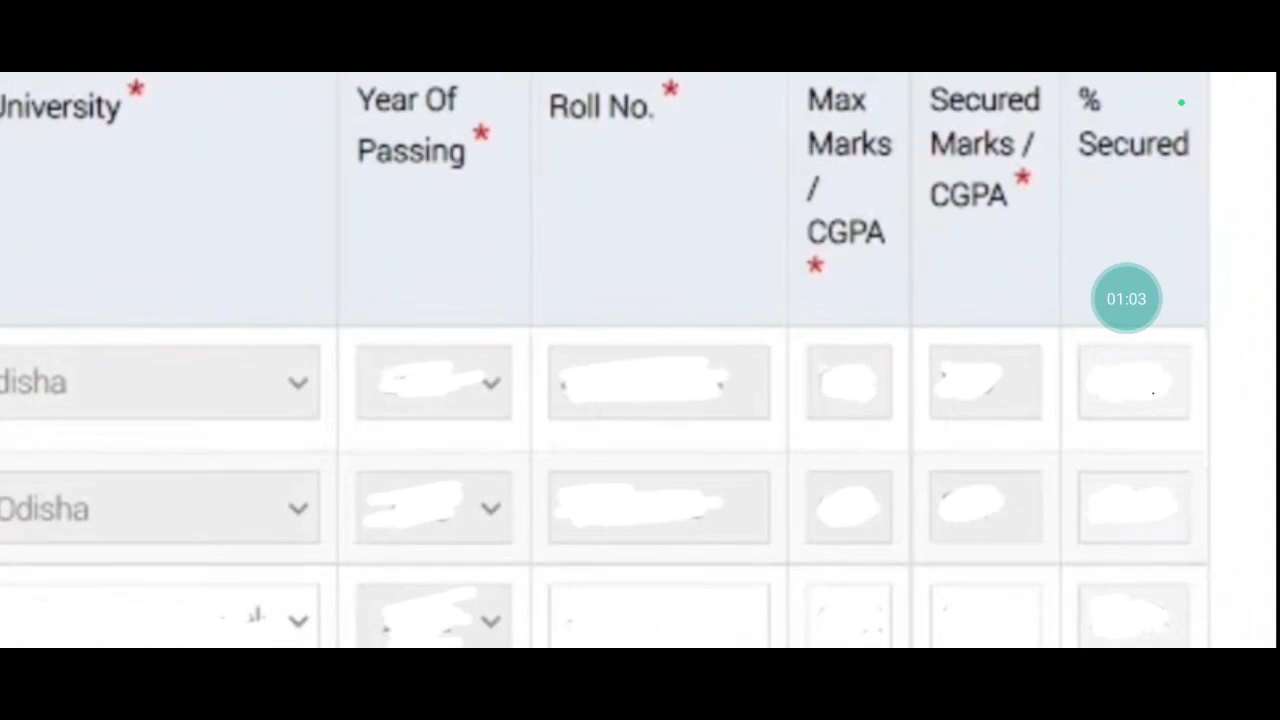 University *
Year Of
Passing *
Roll No. *
Max
Marks
/
CGPA
*
Secured
Marks /
CGPA *
%
Secured
01:03
disha
Odisha